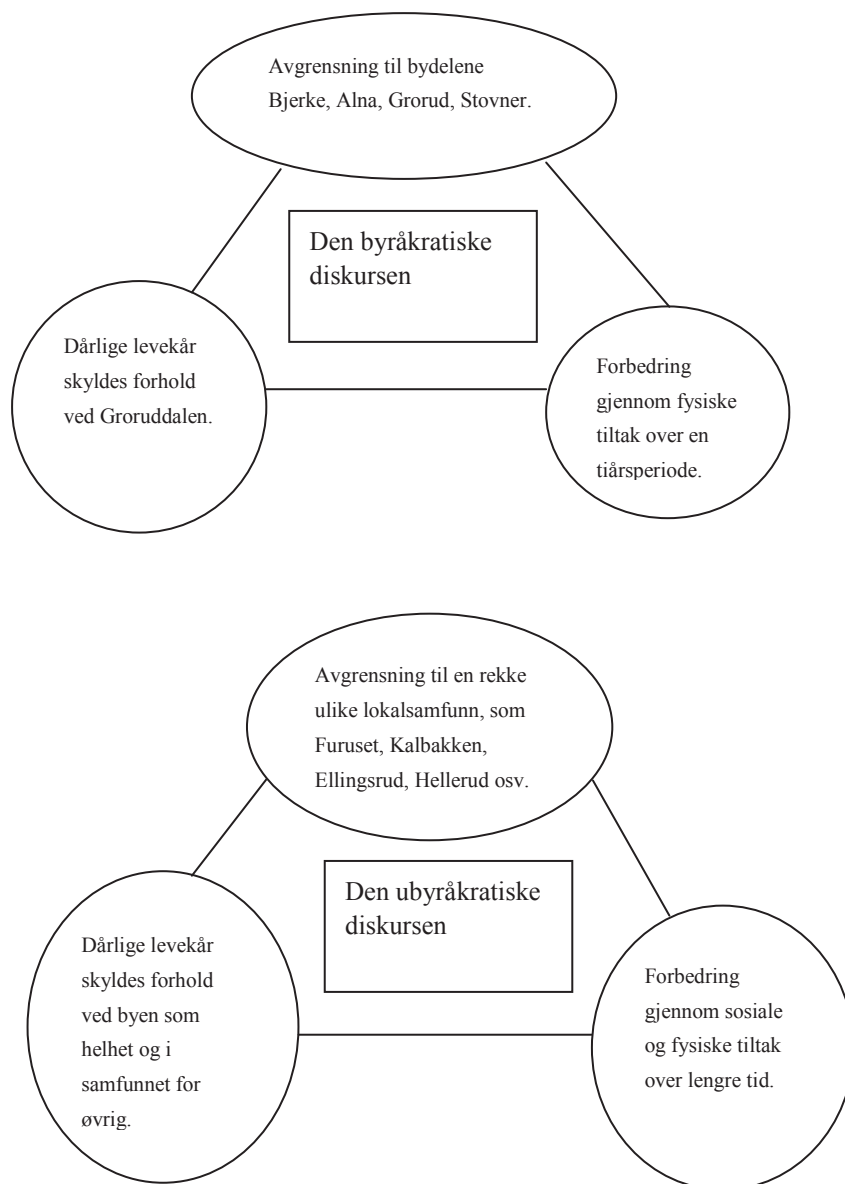 Avgrensning til bydelene
Bjerke, Alna, Grorud, Stovner.
Den byråkratiske
diskursen
Dårlige levekår
skyldes forhold
ved Groruddalen.
Forbedring
gjennom fysiske
tiltak over en
tiårsperiode.
Avgrensning til en rekke
ulike lokalsamfunn, som
Furuset, Kalbakken,
Ellingsrud, Hellerud osv.
Den ubyråkratiske
diskursen
Dårlige levekår
skyldes forhold
ved byen som
helhet og i
samfunnet for
øvrig.
Forbedring
gjennom sosiale
og fysiske tiltak
over lengre tid.